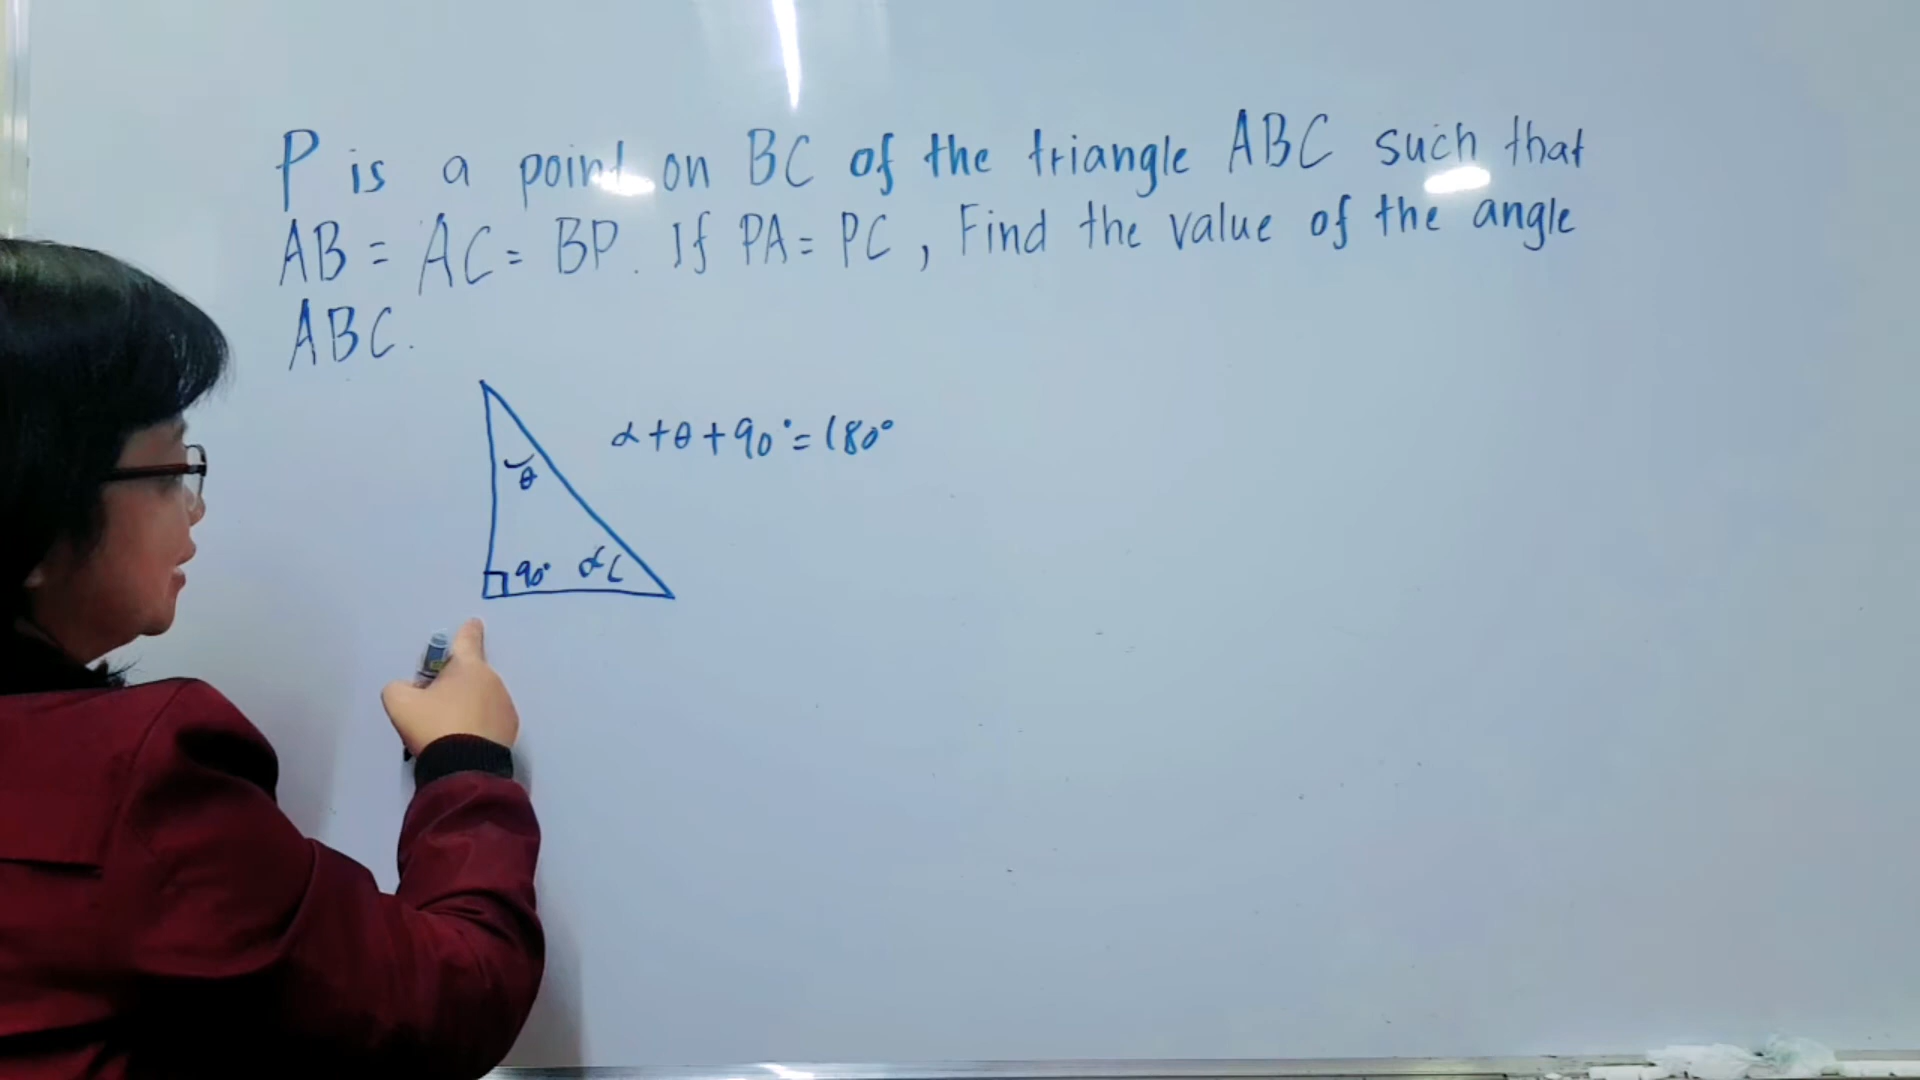 P is a point on BC of the triangle ABC such that
AB = AC = BP. If PA = PC, Find the value of the angle
ABC.
α + θ + 90° = 180°
θ
90° α